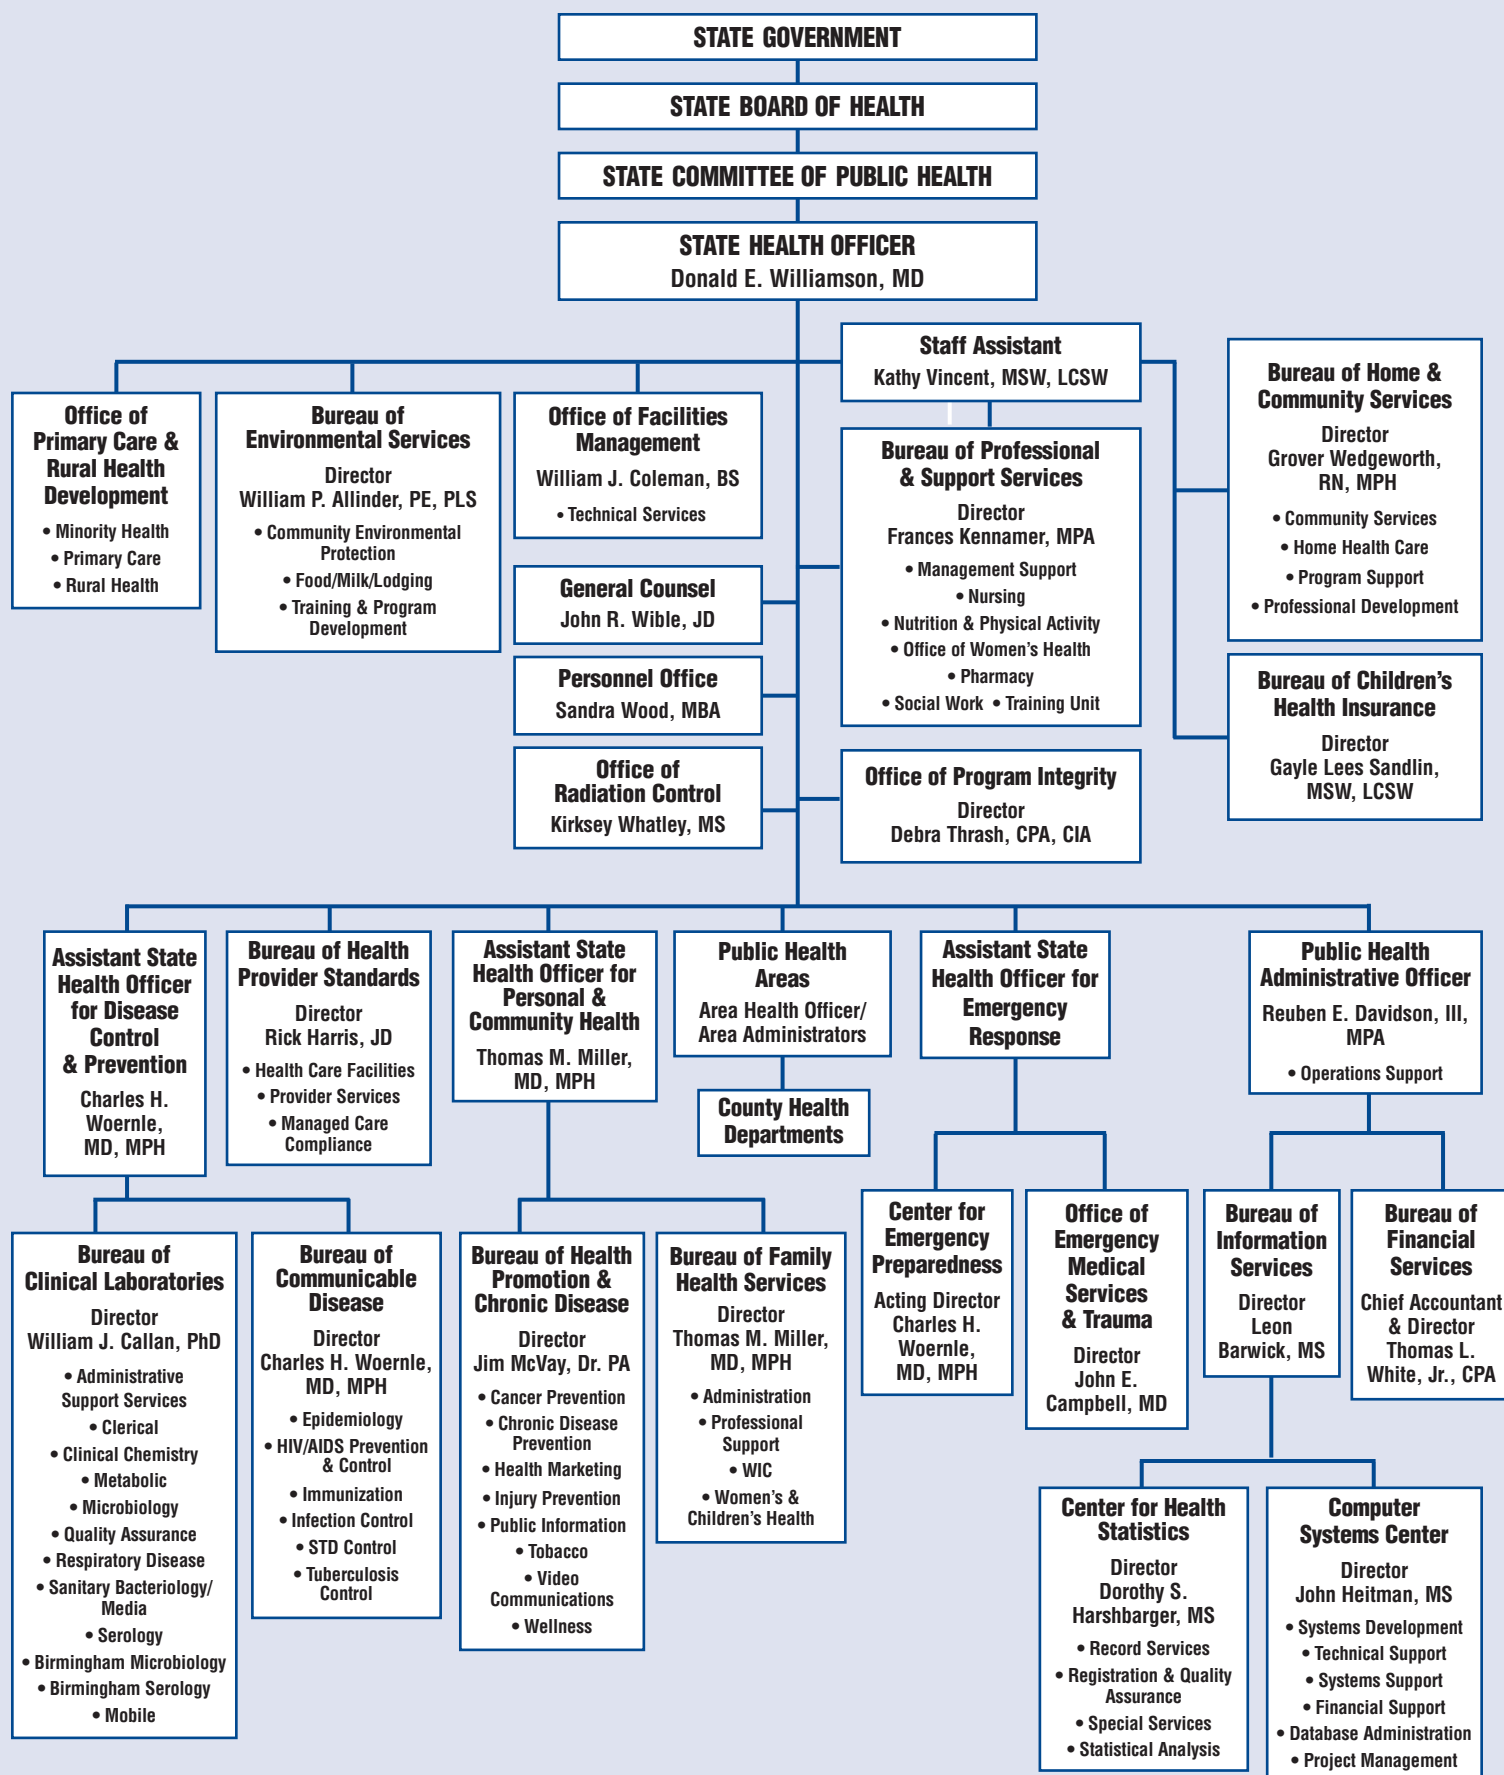 STATE GOVERNMENT
STATE BOARD OF HEALTH
STATE COMMITTEE OF PUBLIC HEALTH
STATE HEALTH OFFICER
Donald E. Williamson, MD
Staff Assistant
Kathy Vincent, MSW, LCSW
Office of
Primary Care &
Rural Health
Development
• Minority Health
• Primary Care
• Rural Health
Bureau of
Environmental Services
Director
William P. Allinder, PE, PLS
• Community Environmental
Protection
• Food/Milk/Lodging
• Training & Program
Development
Office of Facilities
Management
William J. Coleman, BS
• Technical Services
General Counsel
John R. Wible, JD
Personnel Office
Sandra Wood, MBA
Office of
Radiation Control
Kirksey Whatley, MS
Bureau of Professional
& Support Services
Director
Frances Kennamer, MPA
• Management Support
• Nursing
• Nutrition & Physical Activity
• Office of Women’s Health
• Pharmacy
• Social Work • Training Unit
Office of Program Integrity
Director
Debra Thrash, CPA, CIA
Bureau of Home &
Community Services
Director
Grover Wedgeworth,
RN, MPH
• Community Services
• Home Health Care
• Program Support
• Professional Development
Bureau of Children’s
Health Insurance
Director
Gayle Lees Sandlin,
MSW, LCSW
Assistant State
Health Officer
for Disease
Control
& Prevention
Charles H.
Woernle,
MD, MPH
Bureau of Health
Provider Standards
Director
Rick Harris, JD
• Health Care Facilities
• Provider Services
• Managed Care
Compliance
Assistant State
Health Officer for
Personal &
Community Health
Thomas M. Miller,
MD, MPH
Public Health
Areas
Area Health Officer/
Area Administrators
County Health
Departments
Assistant State
Health Officer for
Emergency
Response
Public Health
Administrative Officer
Reuben E. Davidson, III,
MPA
• Operations Support
Bureau of
Clinical Laboratories
Director
William J. Callan, PhD
• Administrative
Support Services
• Clerical
• Clinical Chemistry
• Metabolic
• Microbiology
• Quality Assurance
• Respiratory Disease
• Sanitary Bacteriology/
Media
• Serology
• Birmingham Microbiology
• Birmingham Serology
• Mobile
Bureau of
Communicable
Disease
Director
Charles H. Woernle,
MD, MPH
• Epidemiology
• HIV/AIDS Prevention
& Control
• Immunization
• Infection Control
• STD Control
• Tuberculosis
Control
Bureau of Health
Promotion &
Chronic Disease
Director
Jim McVay, Dr. PA
• Cancer Prevention
• Chronic Disease
Prevention
• Health Marketing
• Injury Prevention
• Public Information
• Tobacco
• Video
Communications
• Wellness
Bureau of Family
Health Services
Director
Thomas M. Miller,
MD, MPH
• Administration
• Professional
Support
• WIC
• Women’s &
Children’s Health
Center for
Emergency
Preparedness
Acting Director
Charles H.
Woernle,
MD, MPH
Office of
Emergency
Medical
Services
& Trauma
Director
John E.
Campbell, MD
Bureau of
Information
Services
Director
Leon
Barwick, MS
Bureau of
Financial
Services
Chief Accountant
& Director
Thomas L.
White, Jr., CPA
Center for Health
Statistics
Director
Dorothy S.
Harshbarger, MS
• Record Services
• Registration & Quality
Assurance
• Special Services
• Statistical Analysis
Computer
Systems Center
Director
John Heitman, MS
• Systems Development
• Technical Support
• Systems Support
• Financial Support
• Database Administration
• Project Management